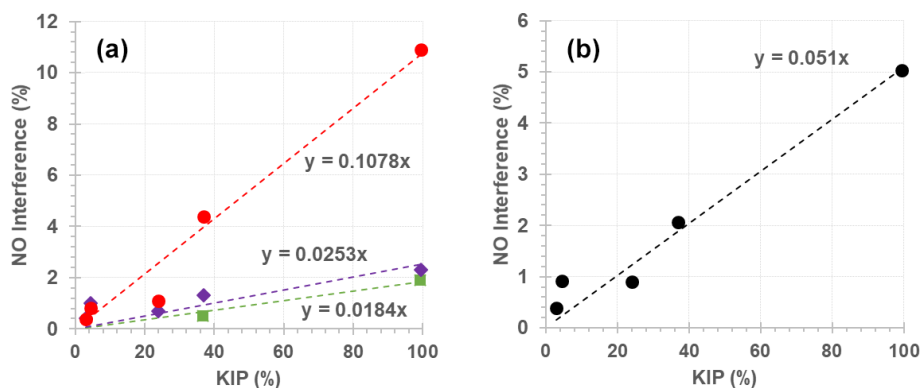 (a)
NO Interference (%)
12
10
8
6
4
2
0
y = 0.1078x
y = 0.0253x
y = 0.0184x
0 20 40 60 80 100
KIP (%)
(b)
NO Interference (%)
6
5
4
3
2
1
0
y = 0.051x
0 20 40 60 80 100
KIP (%)